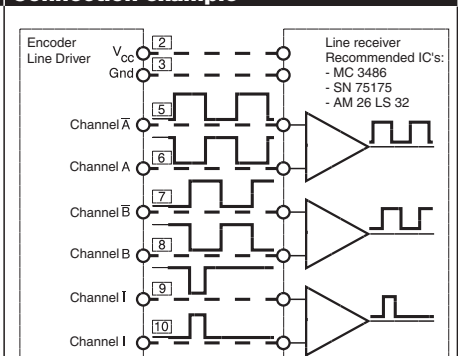 Connection example
Encoder
Line Driver
Vcc
Gnd
2
3
Line receiver
Recommended IC's:
- MC 3486
- SN 75175
- AM 26 LS 32
5
Channel A̅
6
Channel A
7
Channel B̅
8
Channel B
9
Channel I̅
10
Channel I